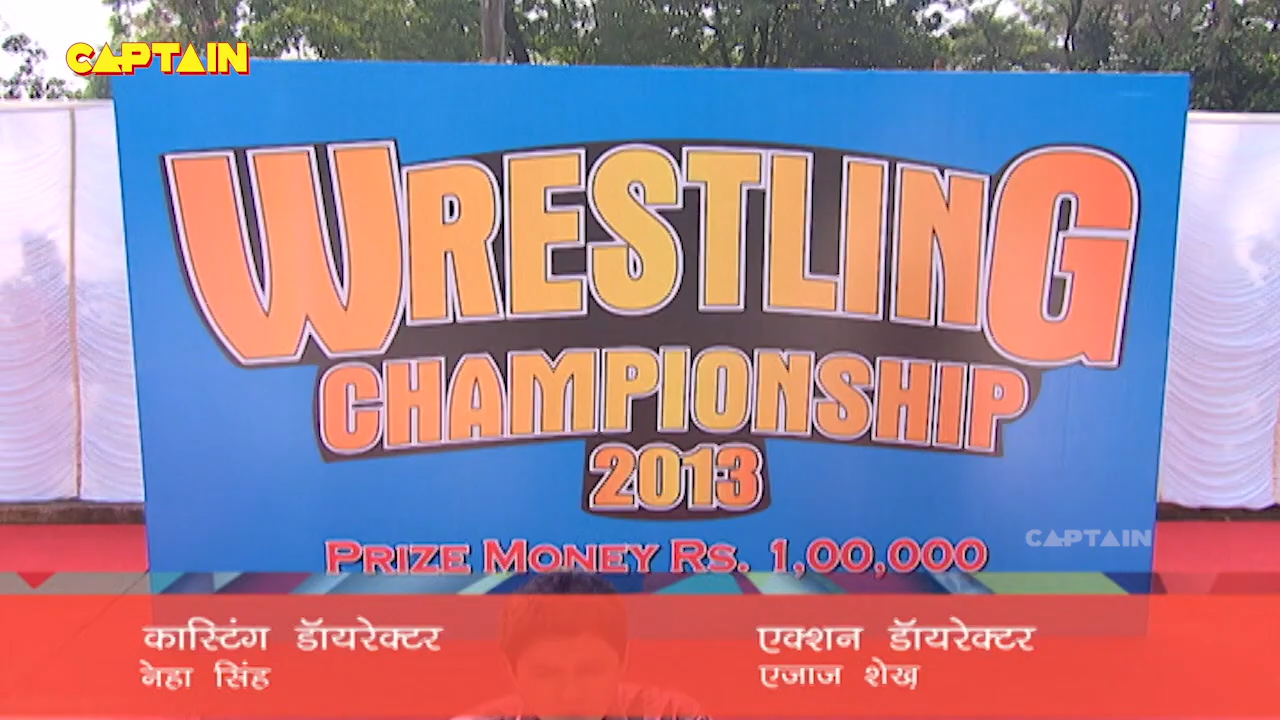 CAPTAIN
WRESTLING
CHAMPIONSHIP
2013
PRIZE MONEY RS. 1,00,000
CAPTAIN
कास्टिंग डॅायरेक्टर
नेहा सिंह
एक्शन डॅायरेक्टर
एजाज शेख़